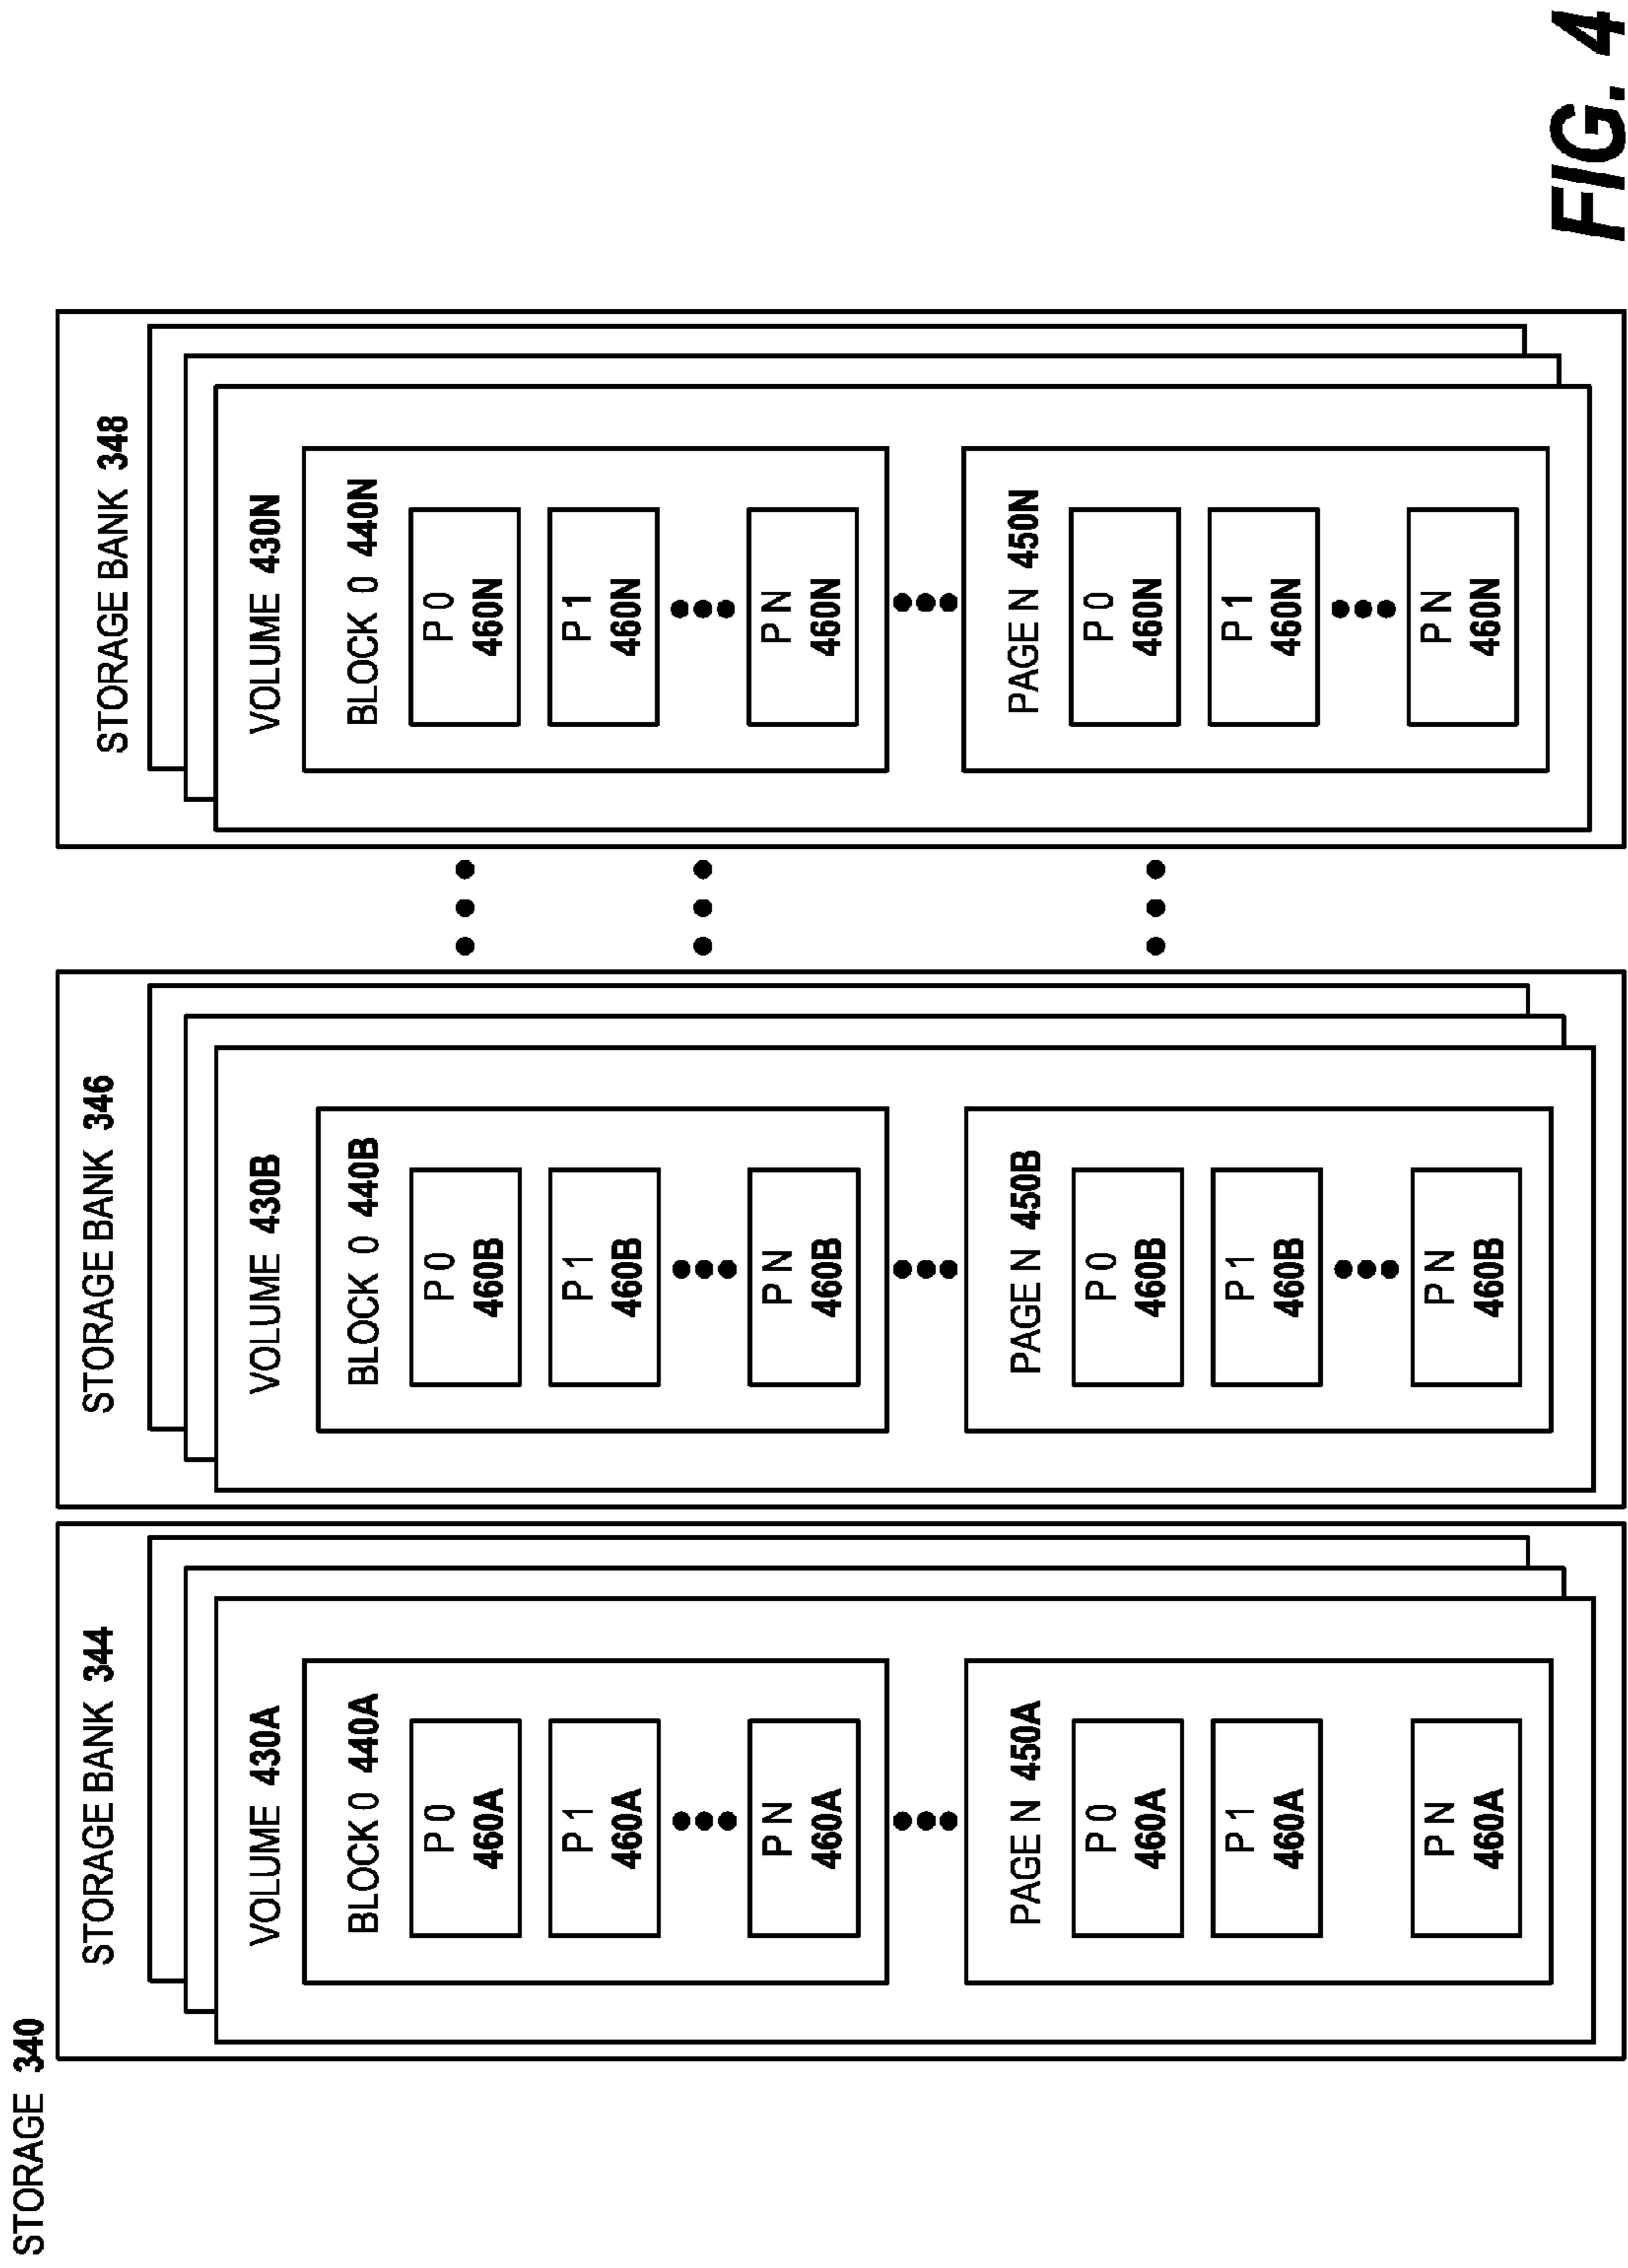 STORAGE 340
STORAGE BANK 344
VOLUME 430A
BLOCK 0 440A
P 0
460A
P 1
460A
P N
460A
PAGE N 450A
P 0
460A
P 1
460A
P N
460A
STORAGE BANK 346
VOLUME 430B
BLOCK 0 440B
P 0
460B
P 1
460B
P N
460B
PAGE N 450B
P 0
460B
P 1
460B
P N
460B
STORAGE BANK 348
VOLUME 430N
BLOCK 0 440N
P 0
460N
P 1
460N
P N
460N
PAGE N 450N
P 0
460N
P 1
460N
P N
460N
FIG. 4